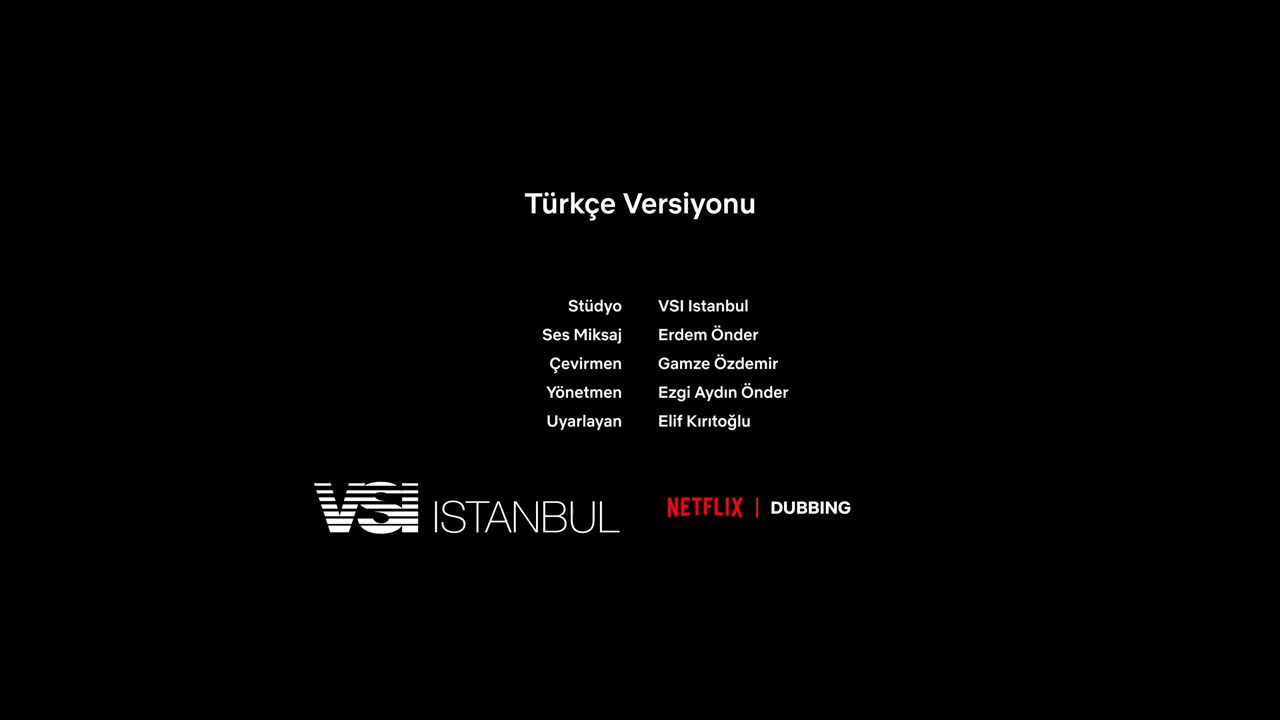 Türkçe Versiyonu
Stüdyo VSI Istanbul
Ses Miksaj Erdem Önder
Çevirmen Gamze Özdemir
Yönetmen Ezgi Aydın Önder
Uyarlayan Elif Kırıtoğlu
VSI ISTANBUL NETFLIX | DUBBING